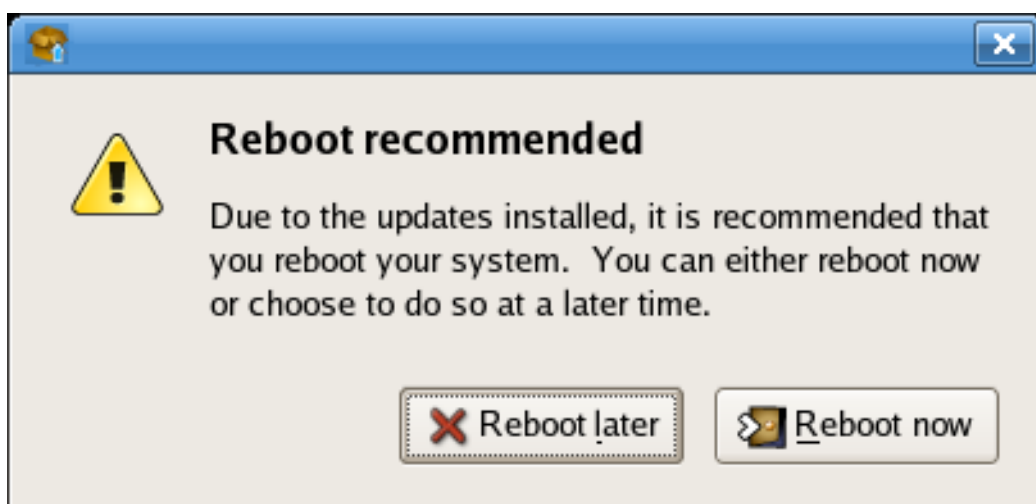 Reboot recommended
Due to the updates installed, it is recommended that
you reboot your system.  You can either reboot now
or choose to do so at a later time.
Reboot later
Reboot now